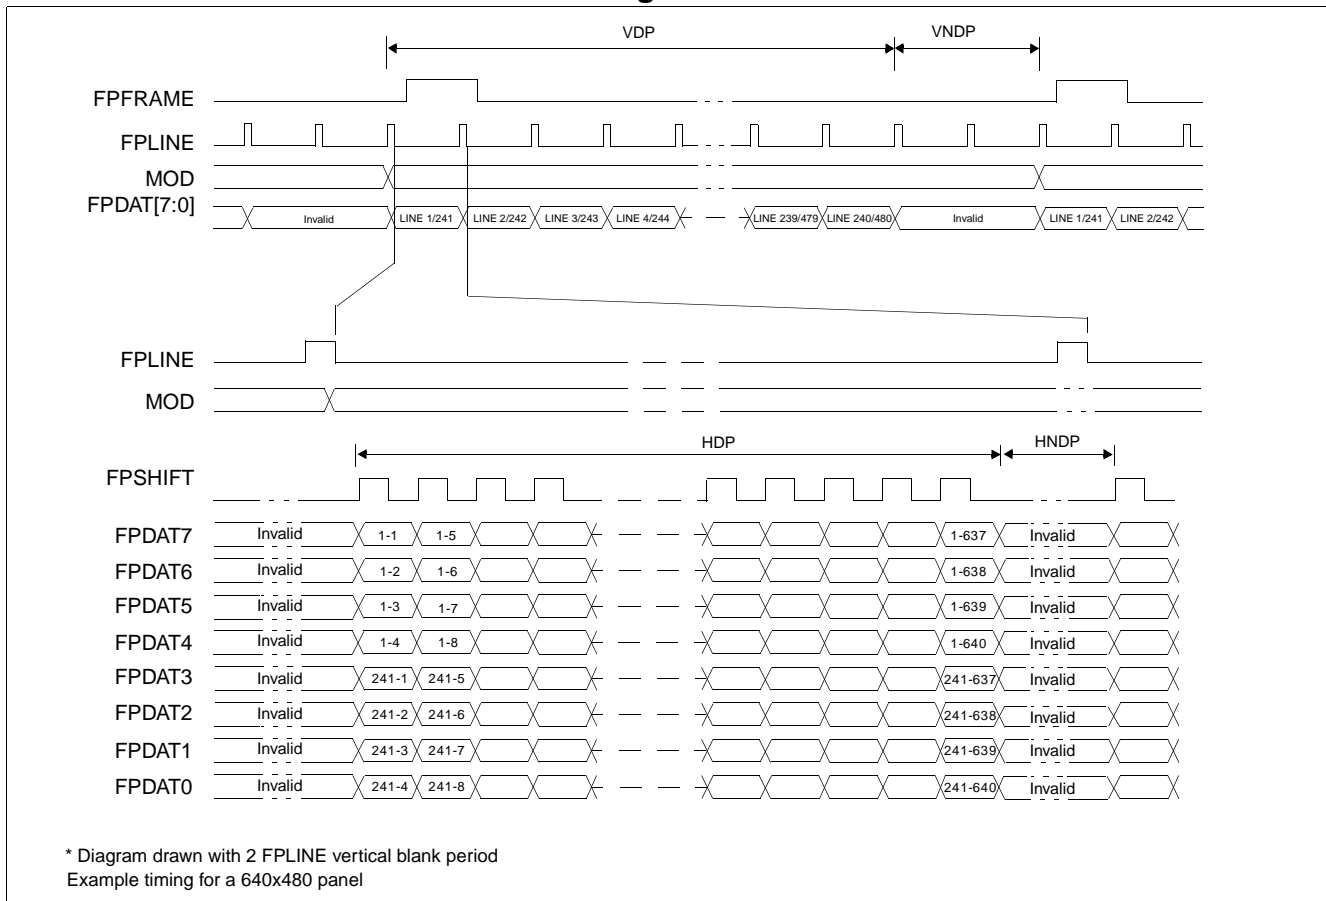 VDP VNDP
FPFRAME
FPLINE
MOD
FPDAT[7:0] Invalid LINE 1/241 LINE 2/242 LINE 3/243 LINE 4/244 LINE 239/479 LINE 240/480 Invalid LINE 1/241 LINE 2/242
FPLINE
MOD
HDP HNDP
FPSHIFT
FPDAT7 Invalid 1-1 1-5 1-637 Invalid
FPDAT6 Invalid 1-2 1-6 1-638 Invalid
FPDAT5 Invalid 1-3 1-7 1-639 Invalid
FPDAT4 Invalid 1-4 1-8 1-640 Invalid
FPDAT3 Invalid 241-1 241-5 241-637 Invalid
FPDAT2 Invalid 241-2 241-6 241-638 Invalid
FPDAT1 Invalid 241-3 241-7 241-639 Invalid
FPDAT0 Invalid 241-4 241-8 241-640 Invalid
* Diagram drawn with 2 FPLINE vertical blank period
Example timing for a 640x480 panel